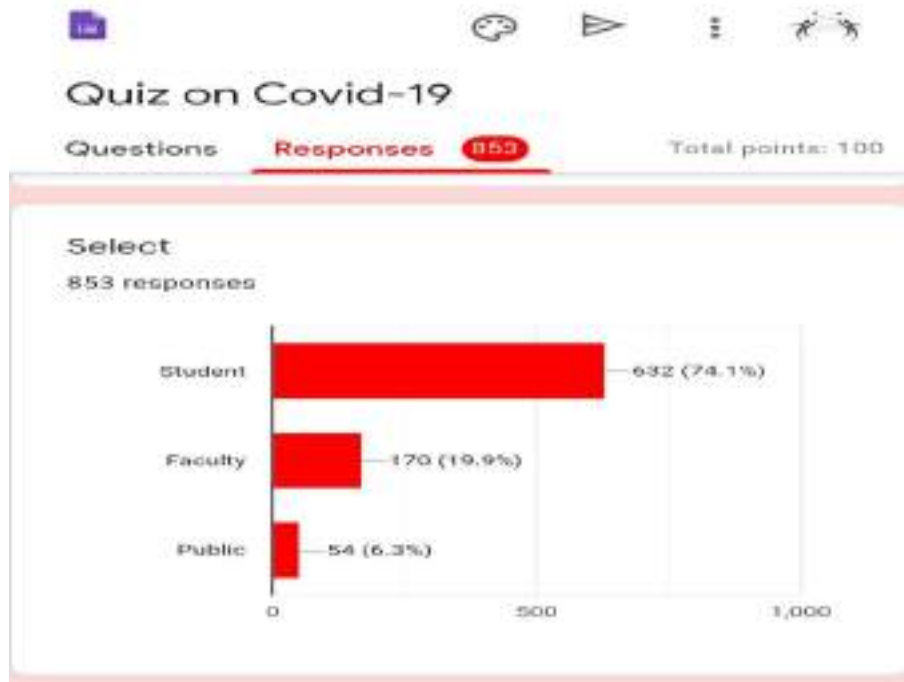 Quiz on Covid-19
Questions Responses 853 Total points: 100
Select
853 responses
Student 632 (74.1%)
Faculty 170 (19.9%)
Public 54 (6.3%)
0 500 1,000